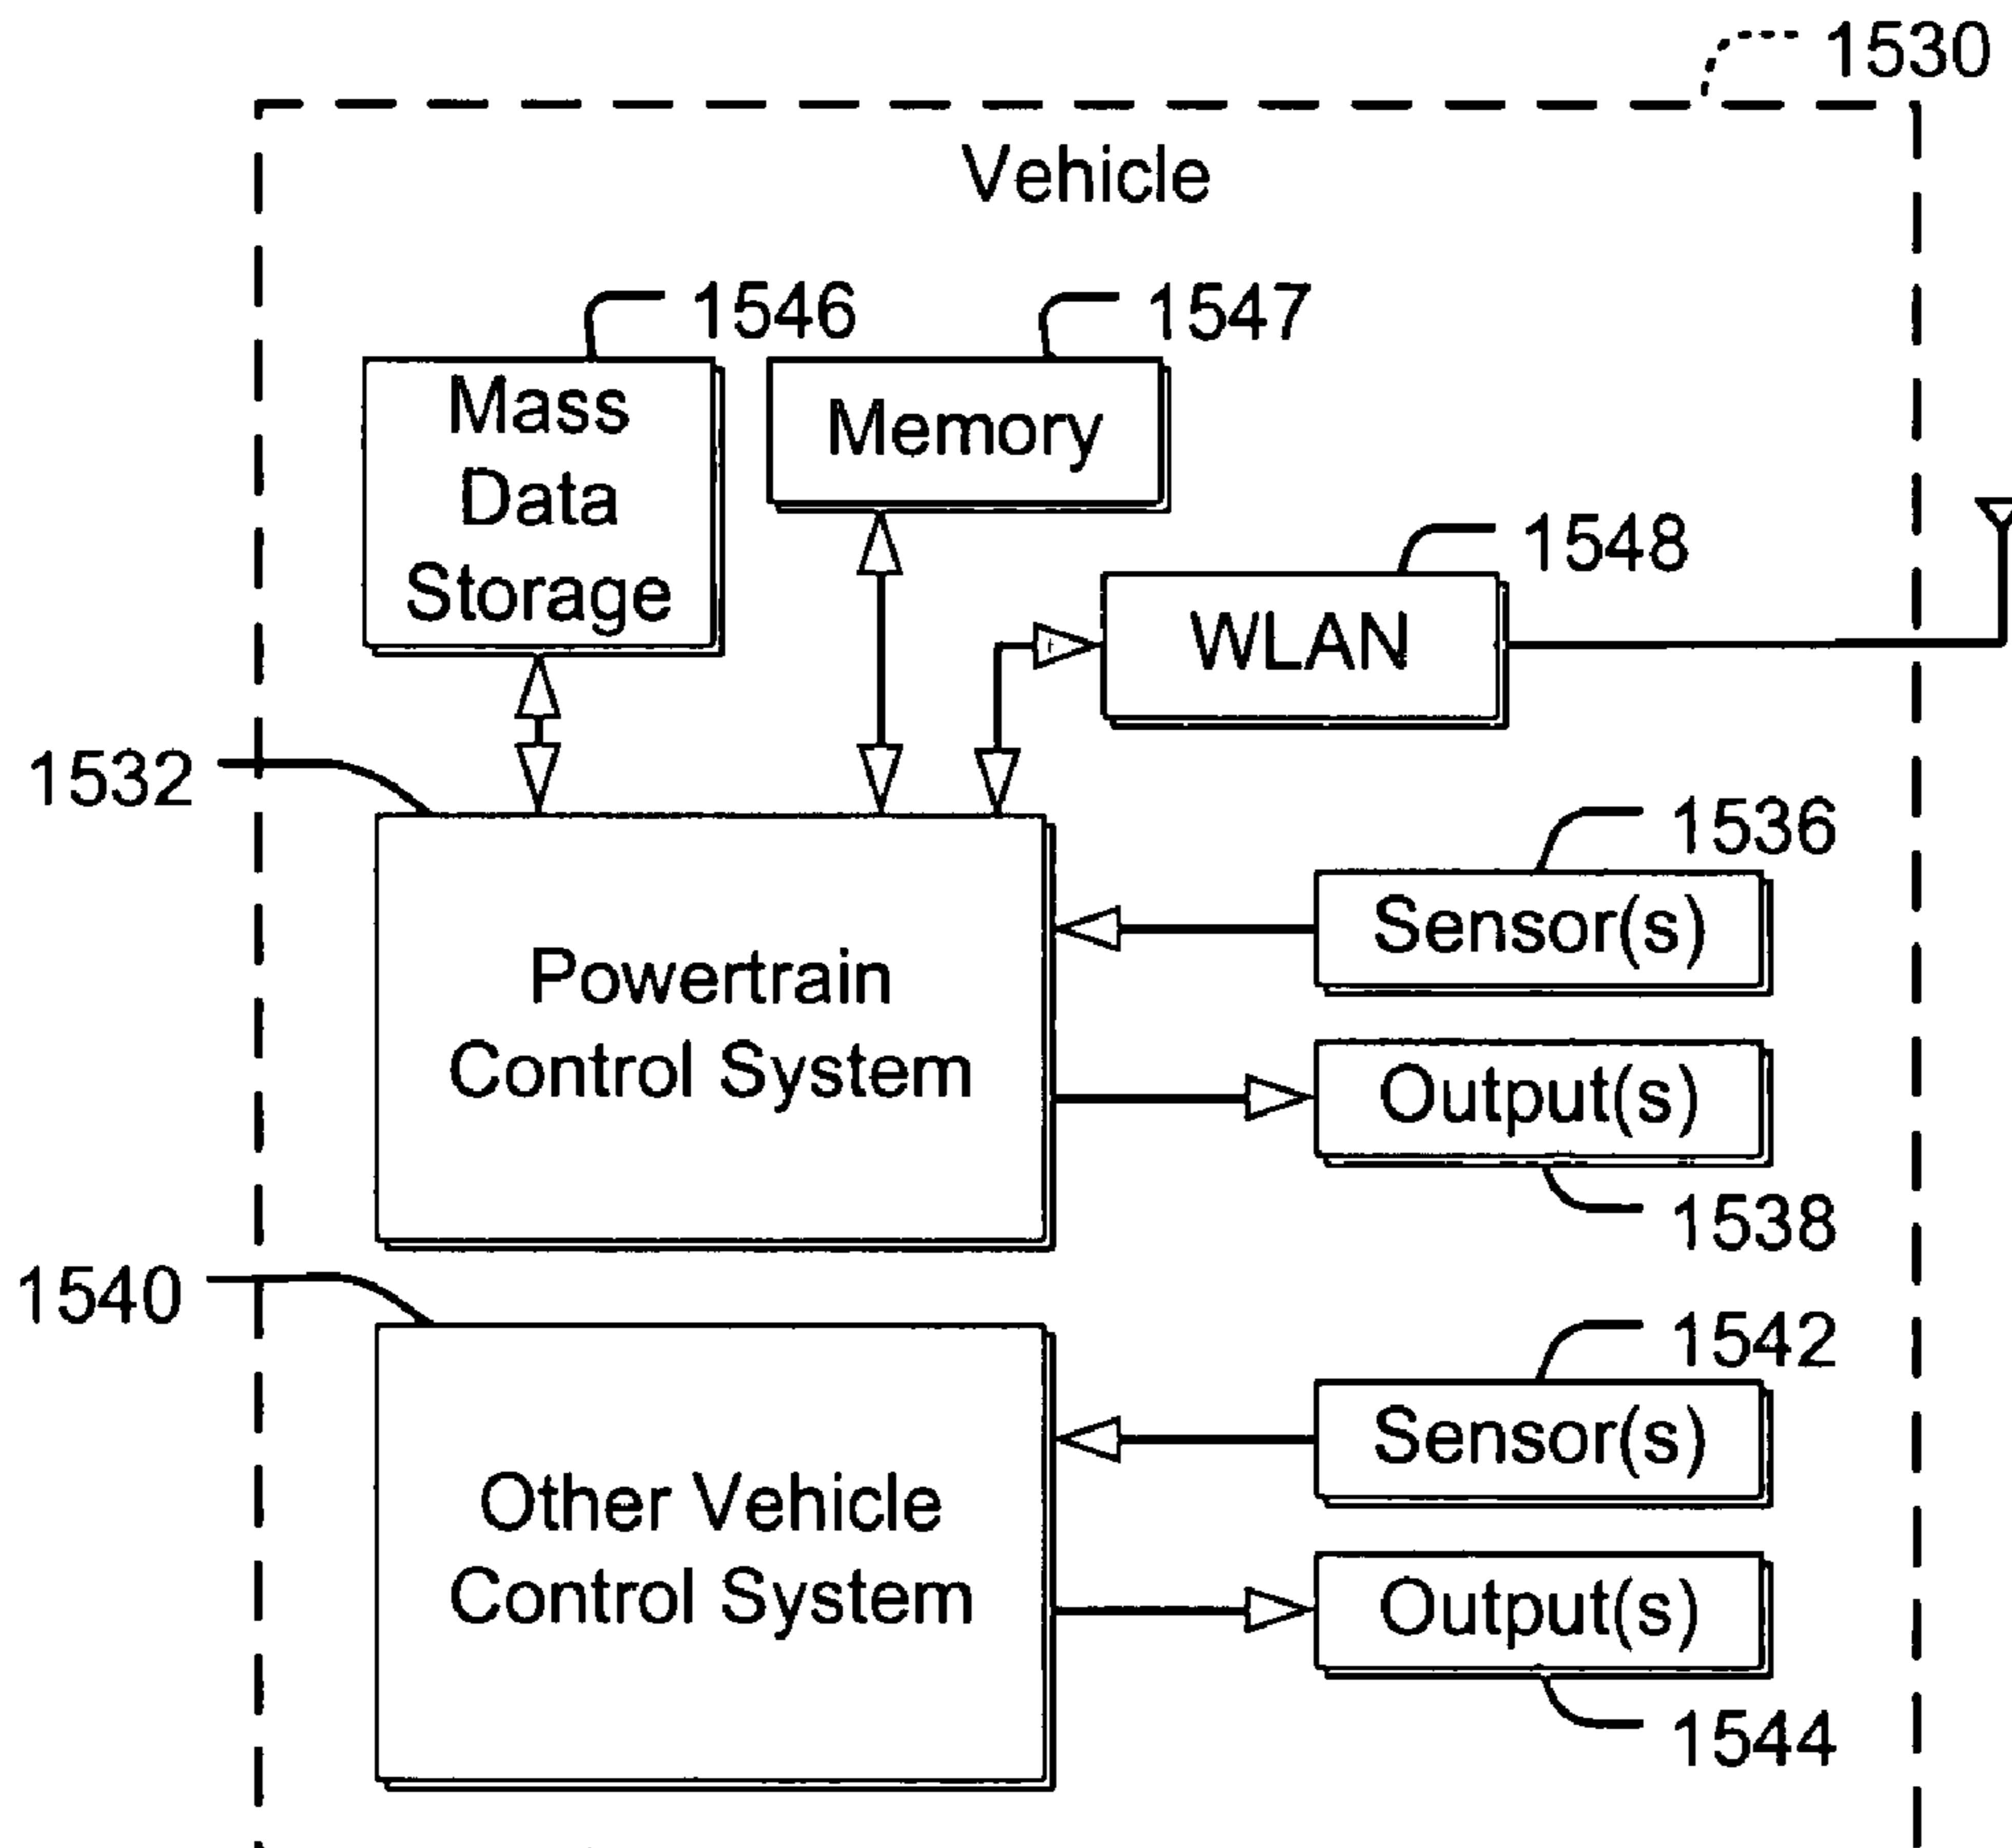 1530
Vehicle
1546
1547
Mass
Data
Storage
Memory
1548
WLAN
1532
1536
Sensor(s)
Powertrain
Control System
Output(s)
1538
1540
1542
Sensor(s)
Other Vehicle
Control System
Output(s)
1544